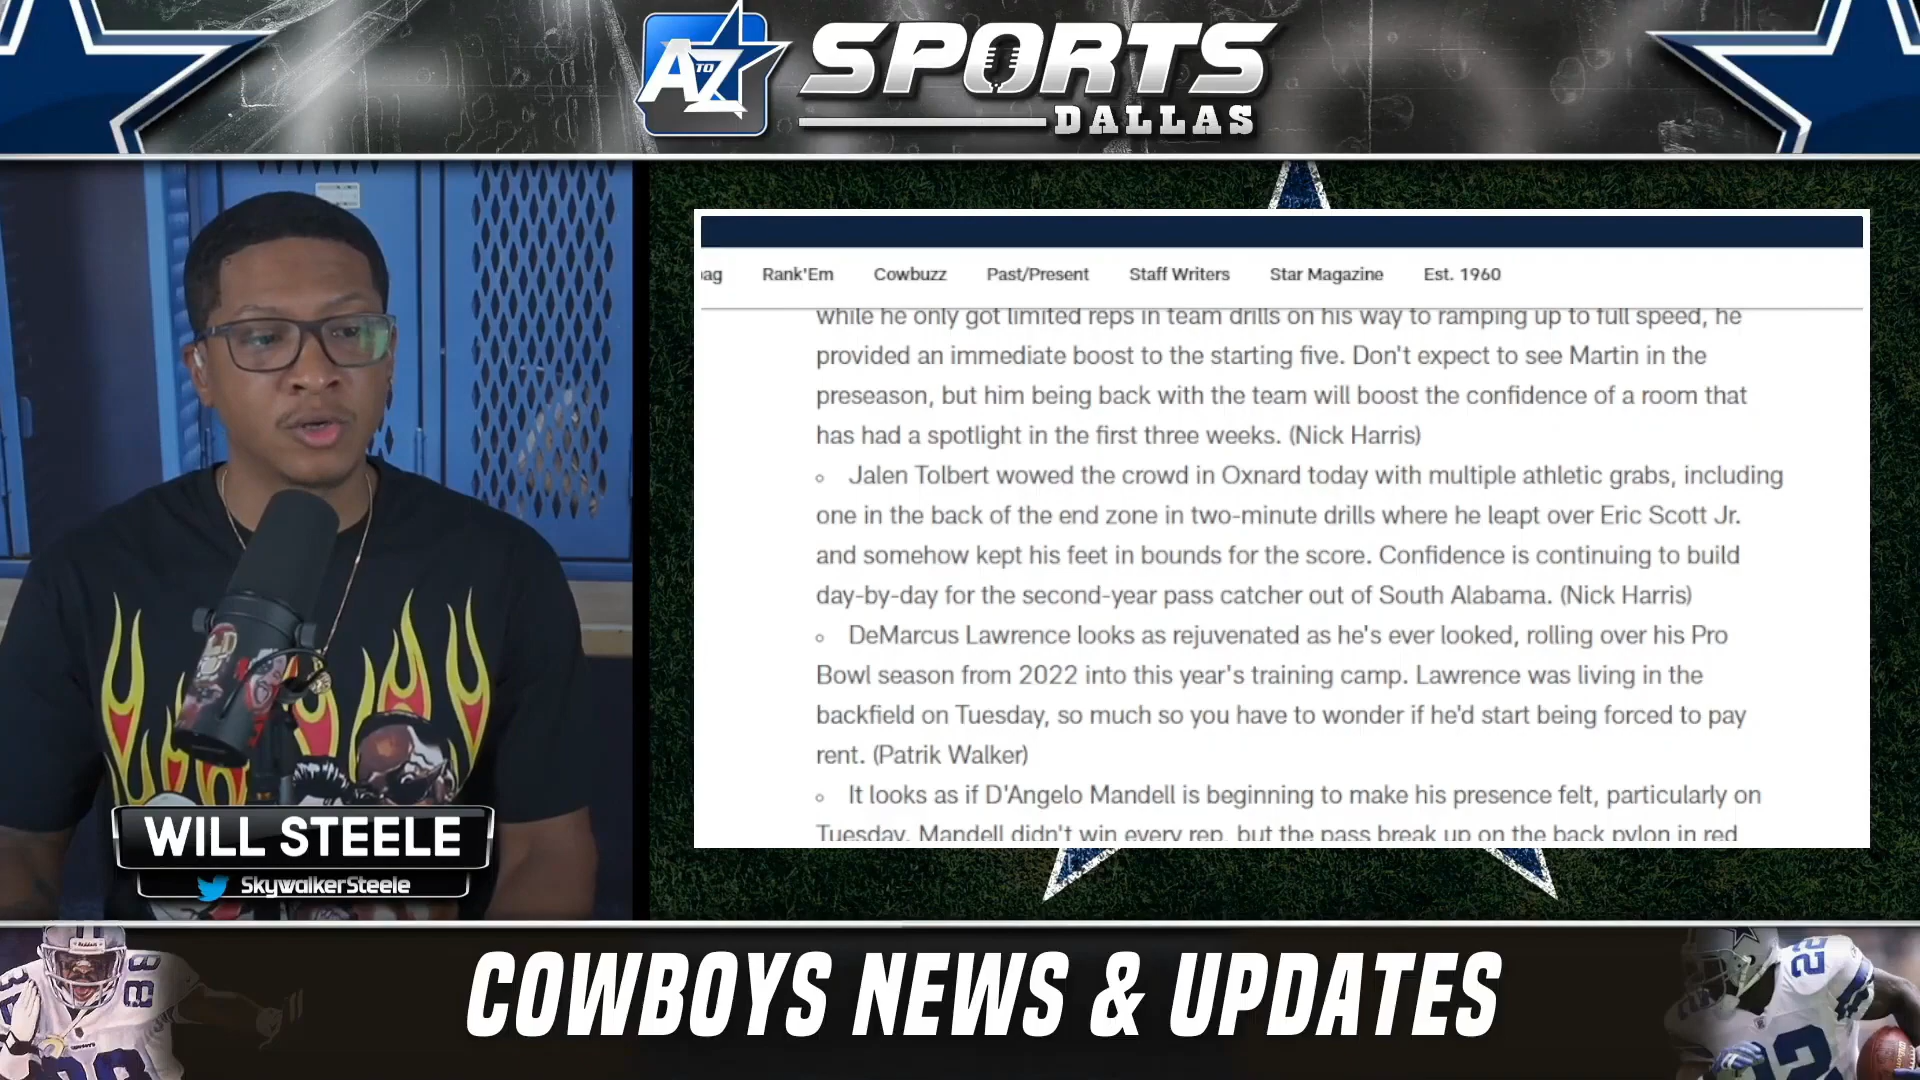 A TO Z SPORTS
DALLAS
Rank'Em Cowbuzz Past/Present Staff Writers Star Magazine Est. 1960
while he only got limited reps in team drills on his way to ramping up to full speed, he
provided an immediate boost to the starting five. Don't expect to see Martin in the
preseason, but him being back with the team will boost the confidence of a room that
has had a spotlight in the first three weeks. (Nick Harris)
Jalen Tolbert wowed the crowd in Oxnard today with multiple athletic grabs, including
one in the back of the end zone in two-minute drills where he leapt over Eric Scott Jr.
and somehow kept his feet in bounds for the score. Confidence is continuing to build
day-by-day for the second-year pass catcher out of South Alabama. (Nick Harris)
DeMarcus Lawrence looks as rejuvenated as he's ever looked, rolling over his Pro
Bowl season from 2022 into this year's training camp. Lawrence was living in the
backfield on Tuesday, so much so you have to wonder if he'd start being forced to pay
rent. (Patrik Walker)
It looks as if D'Angelo Mandell is beginning to make his presence felt, particularly on
Tuesday. Mandell didn't win every rep, but the pass break up on the back pylon in red
WILL STEELE
SkywalkerSteele
COWBOYS NEWS & UPDATES
88
22